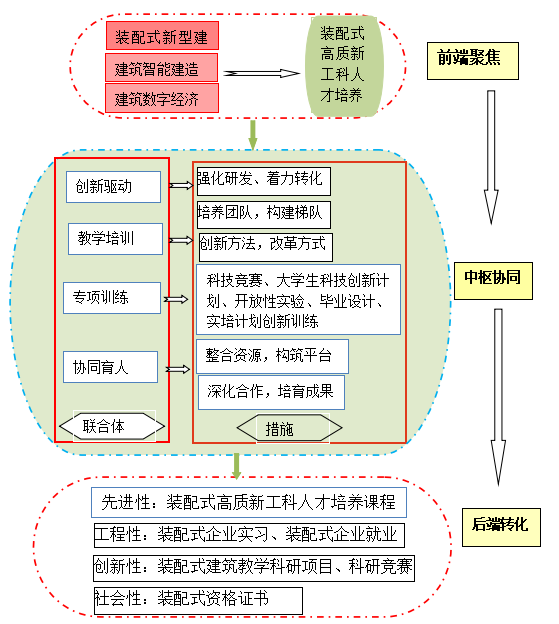 装配式新型建
建筑智能建造
建筑数字经济
装配式
高质新
工科人
才培养
前端聚焦
创新驱动
强化研发、着力转化
培养团队，构建梯队
教学培训
创新方法，改革方式
专项训练
科技竞赛、大学生科技创新计
划、开放性实验、毕业设计、
实培计划创新训练
中枢协同
协同育人
整合资源，构筑平台
深化合作，培育成果
联合体
措施
先进性：装配式高质新工科人才培养课程
工程性：装配式企业实习、装配式企业就业
创新性：装配式建筑教学科研项目、科研竞赛
社会性：装配式资格证书
后端转化